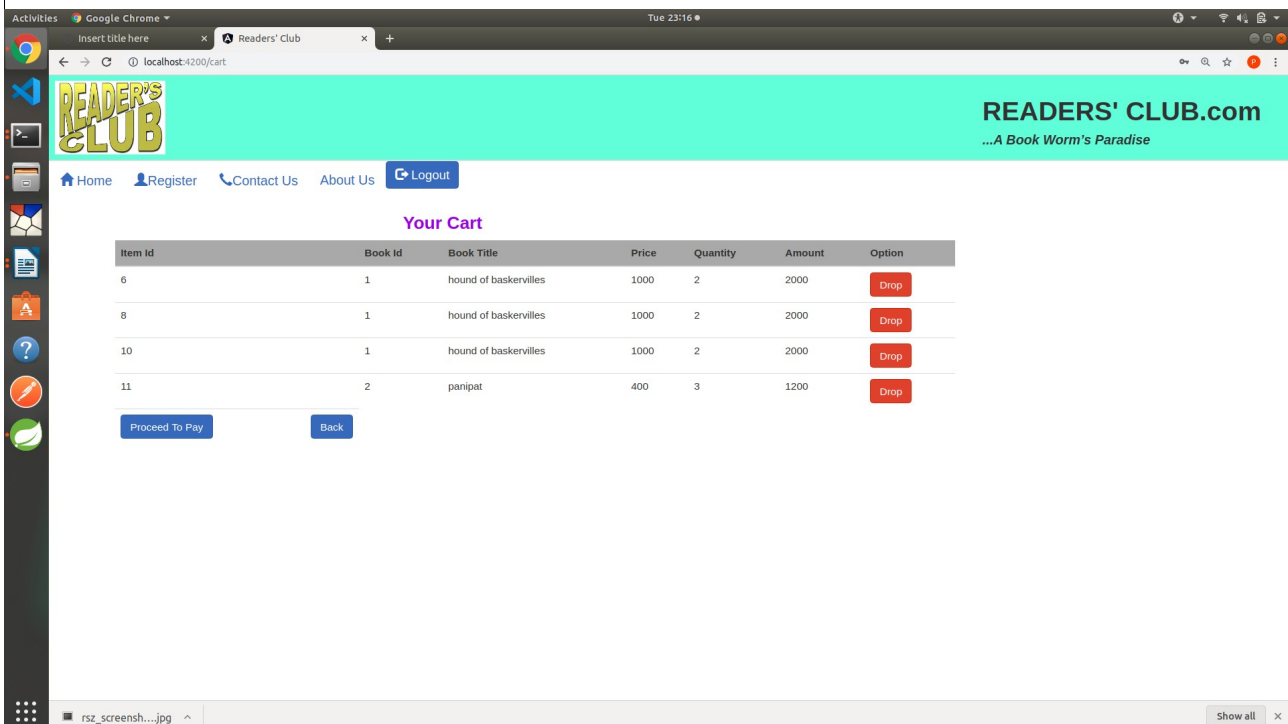 Activities Google Chrome Tue 23:16
Insert title here × Readers' Club × +
localhost:4200/cart P
READER'S CLUB
READERS' CLUB.com
...A Book Worm's Paradise
Home Register Contact Us About Us Logout
Your Cart
Item Id Book Id Book Title Price Quantity Amount Option
6 1 hound of baskervilles 1000 2 2000 Drop
8 1 hound of baskervilles 1000 2 2000 Drop
10 1 hound of baskervilles 1000 2 2000 Drop
11 2 panipat 400 3 1200 Drop
Proceed To Pay Back
rsz_screensh....jpg Show all ×